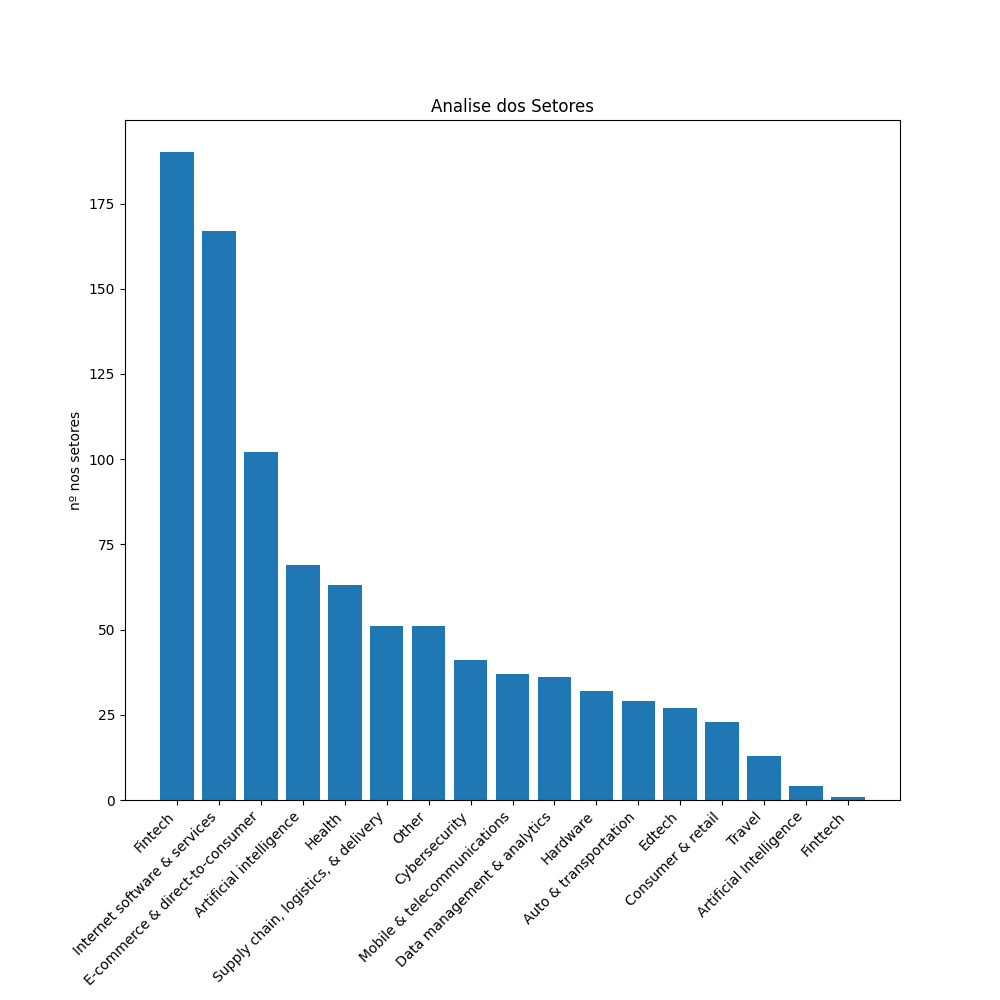 Analise dos Setores
nº nos setores
175
150
125
100
75
50
25
0
Fintech
Internet software & services
E-commerce & direct-to-consumer
Artificial intelligence
Health
Supply chain, logistics, & delivery
Other
Cybersecurity
Mobile & telecommunications
Data management & analytics
Hardware
Auto & transportation
Edtech
Consumer & retail
Travel
Artificial Intelligence
Finttech